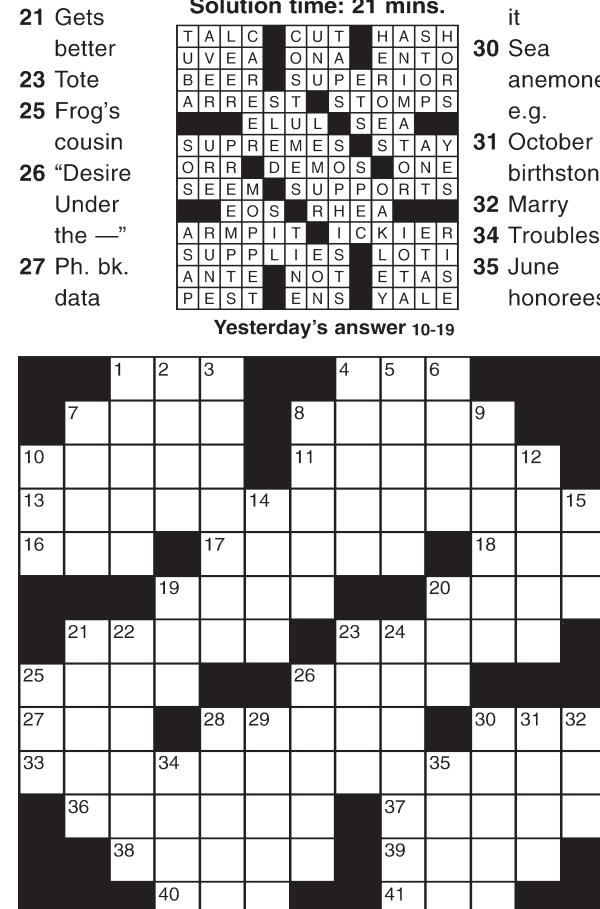 21 Gets
better
23 Tote
25 Frog's
cousin
26 “Desire
Under
the —”
27 Ph. bk.
data
Solution time: 21 mins.
T A L C C U T H A S H
U V E A O N A E N T O
B E E R S U P E R I O R
A R R E S T S T O M P S
E L U L S E A
S U P R E M E S S T A Y
O R R D E M O S O N E
S E E M S U P P O R T S
E O S R H E A
A R M P I T I C K I E R
S U P P L I E S L O T I
A N T E N O T E T A S
P E S T E N S Y A L E
Yesterday's answer 10-19
it
30 Sea
anemone
e.g.
31 October
birthston
32 Marry
34 Troubles
35 June
honorees
1 2 3 4 5 6
7 8 9
10 11 12
13 14 15
16 17 18
19 20
21 22 23 24
25 26
27 28 29 30 31 32
33 34 35
36 37
38 39
40 41